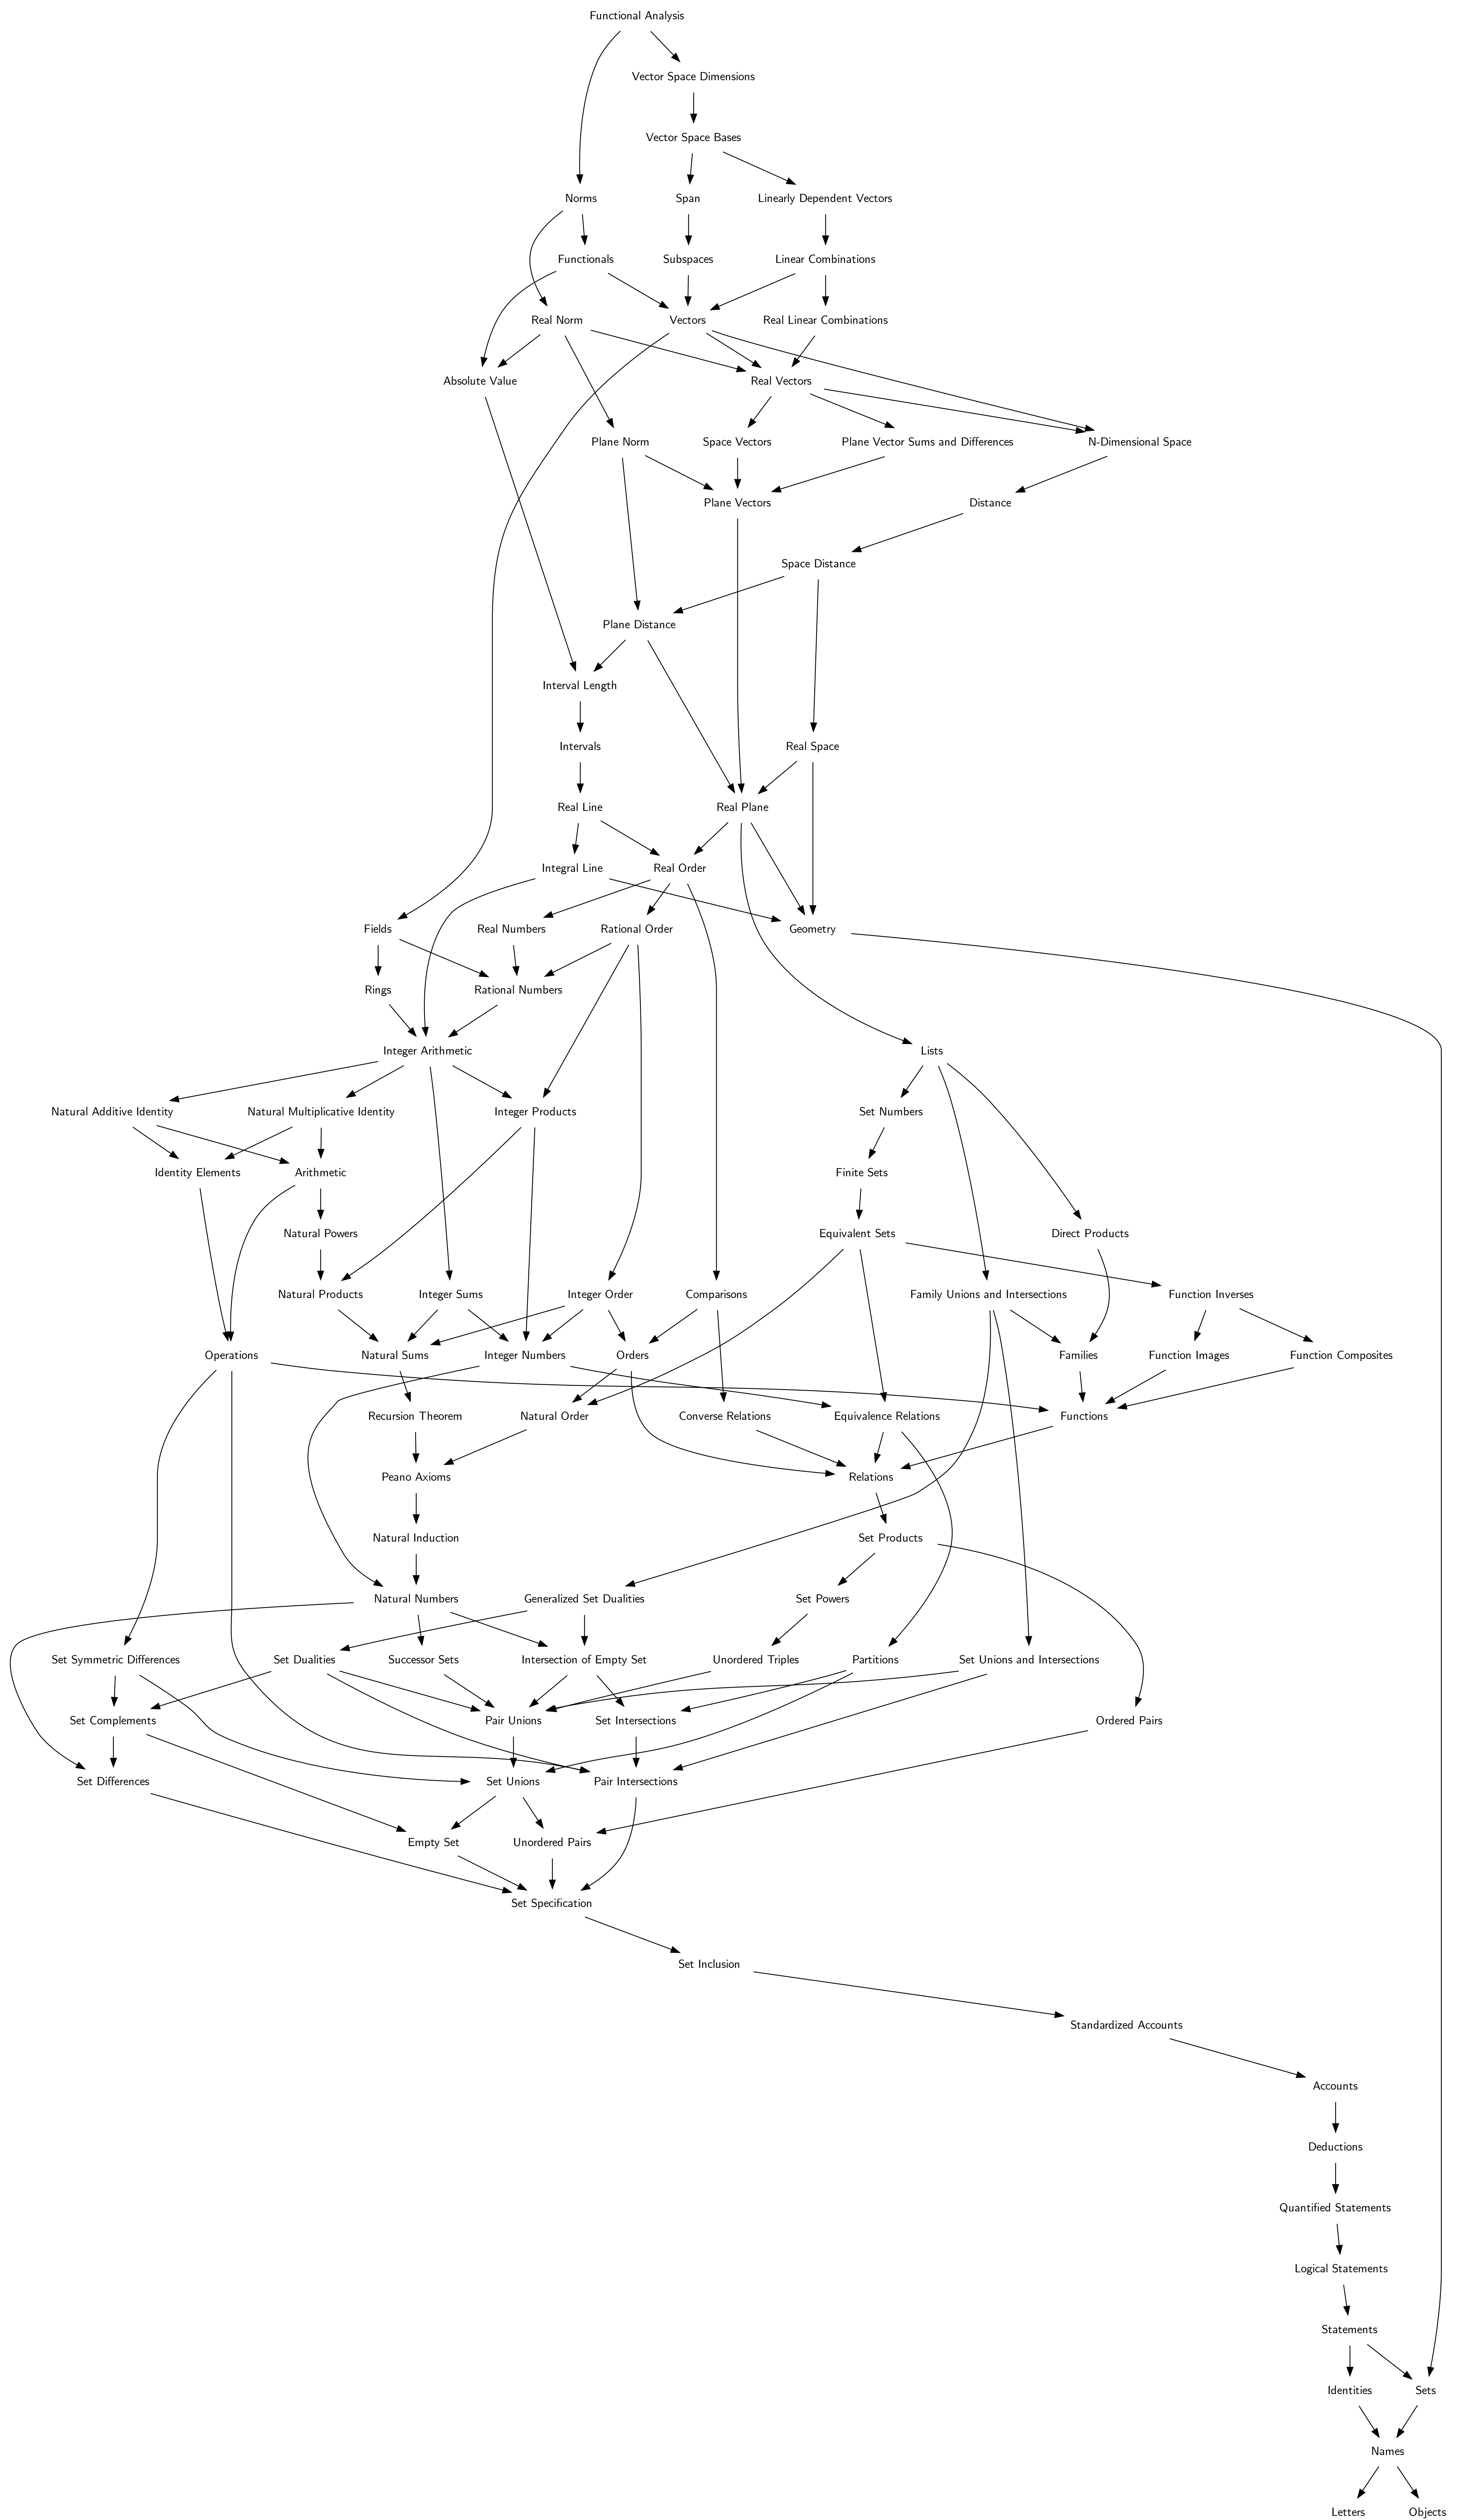 Functional Analysis
Vector Space Dimensions
Vector Space Bases
Norms
Span
Linearly Dependent Vectors
Functionals
Subspaces
Linear Combinations
Real Norm
Vectors
Real Linear Combinations
Absolute Value
Real Vectors
Plane Norm
Space Vectors
Plane Vector Sums and Differences
N-Dimensional Space
Plane Vectors
Distance
Space Distance
Plane Distance
Interval Length
Intervals
Real Space
Real Line
Real Plane
Integral Line
Real Order
Fields
Real Numbers
Rational Order
Geometry
Rings
Rational Numbers
Integer Arithmetic
Lists
Natural Additive Identity
Natural Multiplicative Identity
Integer Products
Set Numbers
Identity Elements
Arithmetic
Finite Sets
Natural Powers
Equivalent Sets
Direct Products
Natural Products
Integer Sums
Integer Order
Comparisons
Family Unions and Intersections
Function Inverses
Operations
Natural Sums
Integer Numbers
Orders
Families
Function Images
Function Composites
Recursion Theorem
Natural Order
Converse Relations
Equivalence Relations
Functions
Peano Axioms
Relations
Natural Induction
Set Products
Natural Numbers
Generalized Set Dualities
Set Powers
Set Symmetric Differences
Set Dualities
Successor Sets
Intersection of Empty Set
Unordered Triples
Partitions
Set Unions and Intersections
Set Complements
Pair Unions
Set Intersections
Ordered Pairs
Set Differences
Set Unions
Pair Intersections
Empty Set
Unordered Pairs
Set Specification
Set Inclusion
Standardized Accounts
Accounts
Deductions
Quantified Statements
Logical Statements
Statements
Identities
Sets
Names
Letters
Objects